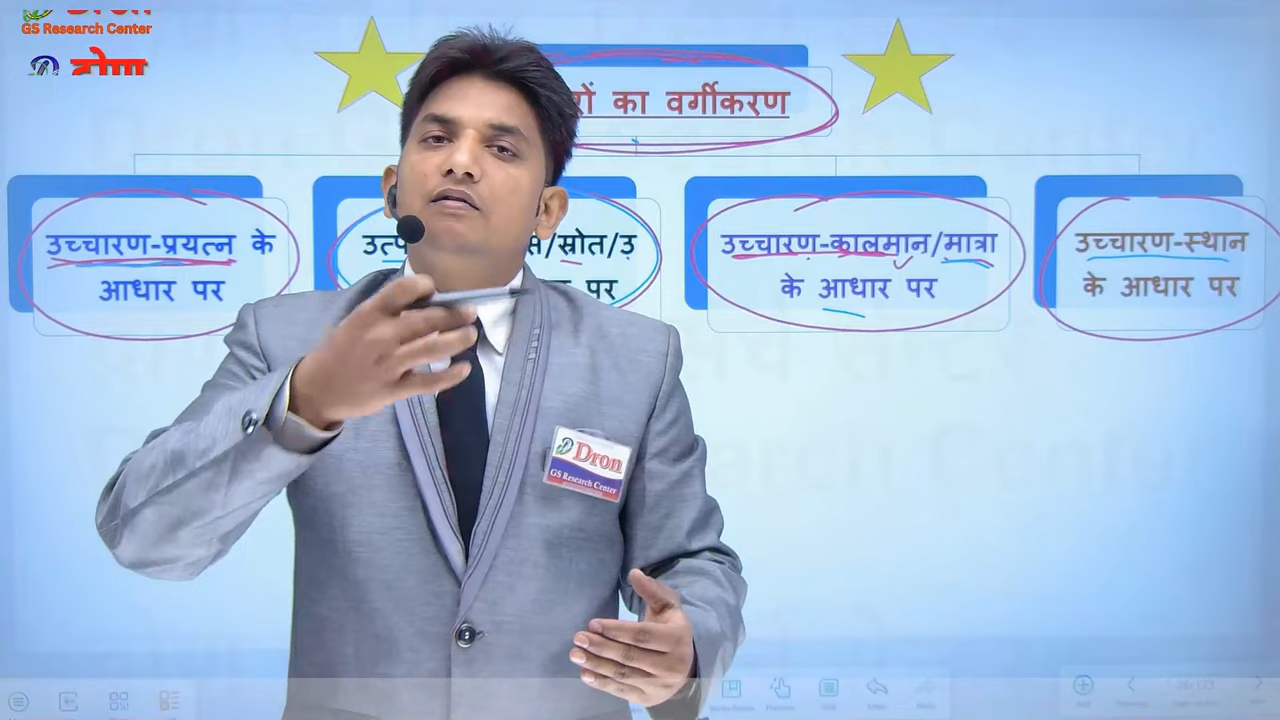 GS Research Center
रों का वर्गीकरण
उच्चारण-प्रयत्न के
आधार पर
स्रोत/उ
पर
उच्चारण-कालमान/मात्रा
के आधार पर
उच्चारण-स्थान
के आधार पर
Dron
GS Research Center